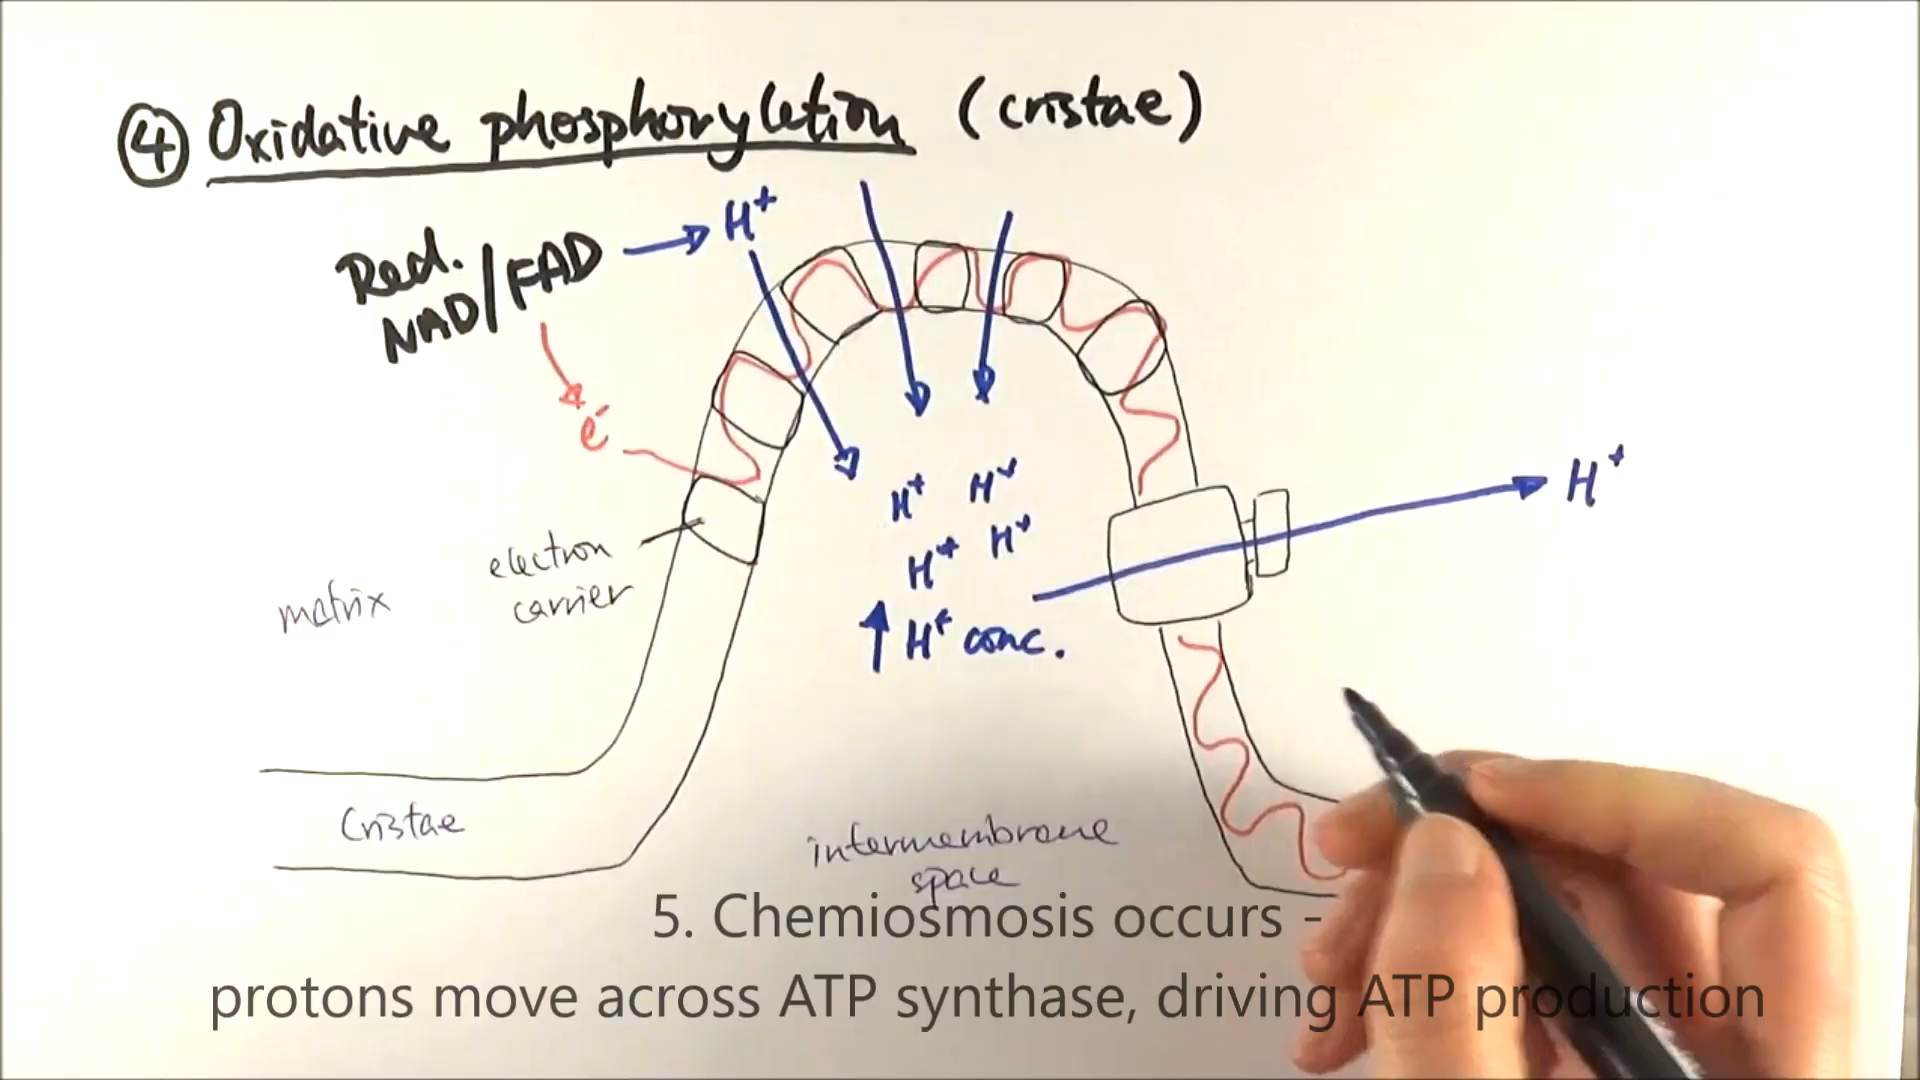 ④ Oxidative phosphorylation (cristae)
Red.
NAD/FAD
H⁺
e⁻
electron
carrier
matrix
H⁺ H⁺
H⁺ H⁺
↑ H⁺ conc.
H⁺
Cristae
intermembrane
space
5. Chemiosmosis occurs -
protons move across ATP synthase, driving ATP production